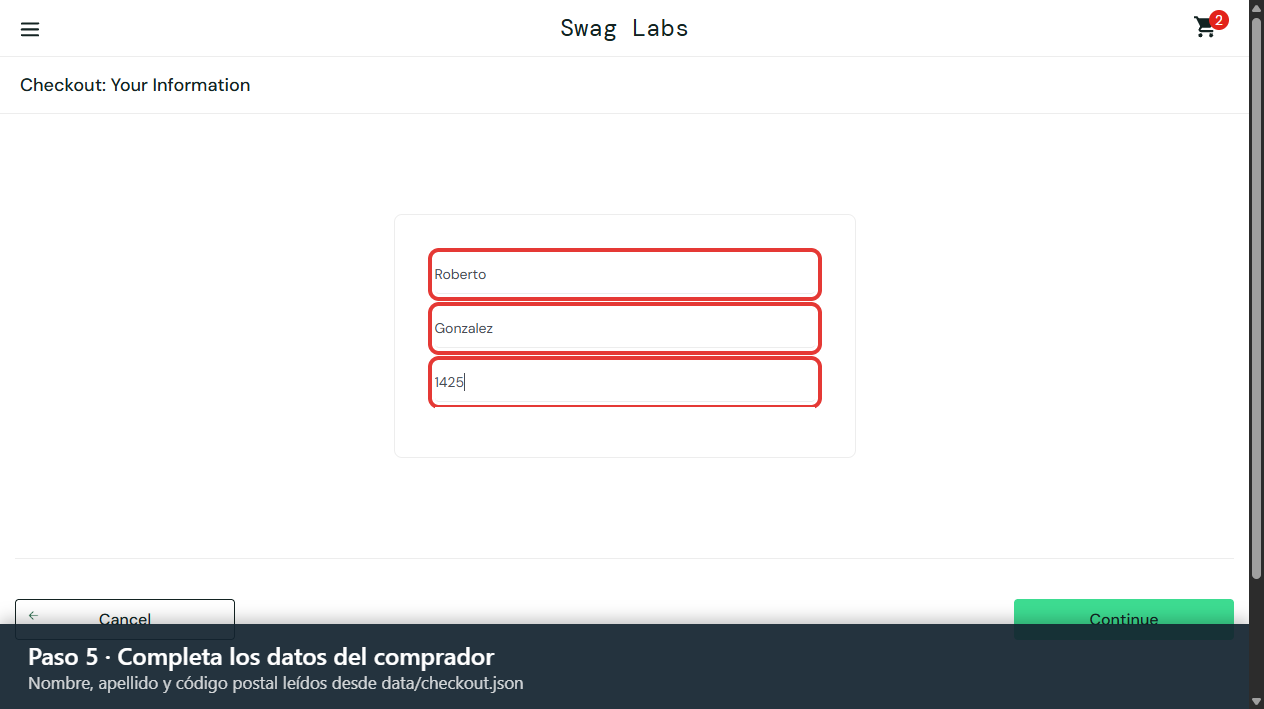 Swag Labs
2
Checkout: Your Information
Roberto
Gonzalez
1425
Cancel
Continue
Paso 5 · Completa los datos del comprador
Nombre, apellido y código postal leídos desde data/checkout.json